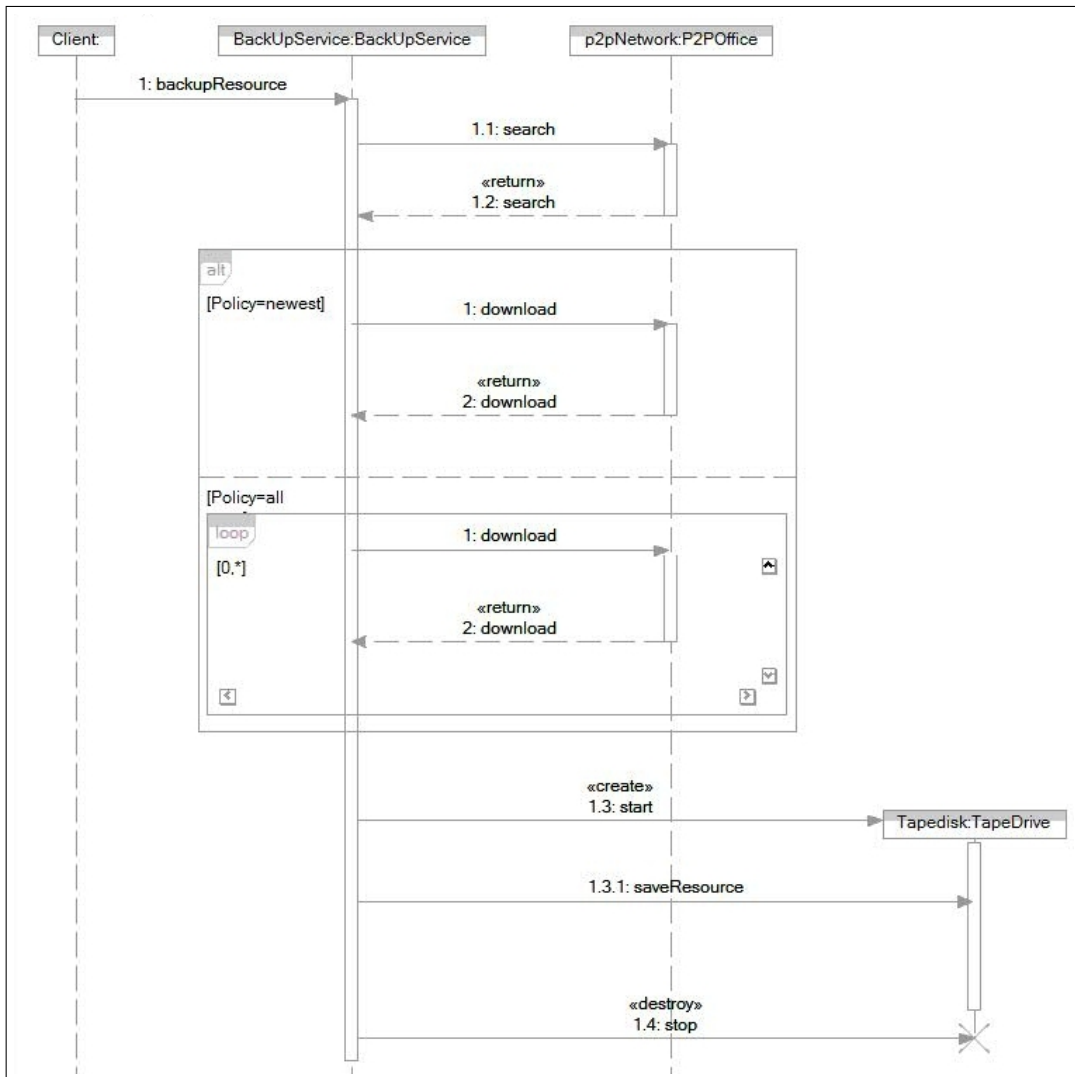 Client:
BackUpService:BackUpService
p2pNetwork:P2POffice
1: backupResource
1.1: search
«return»
1.2: search
alt
[Policy=newest]
1: download
«return»
2: download
[Policy=all
loop
1: download
[0,*]
«return»
2: download
«create»
1.3: start
Tapedisk:TapeDrive
1.3.1: saveResource
«destroy»
1.4: stop